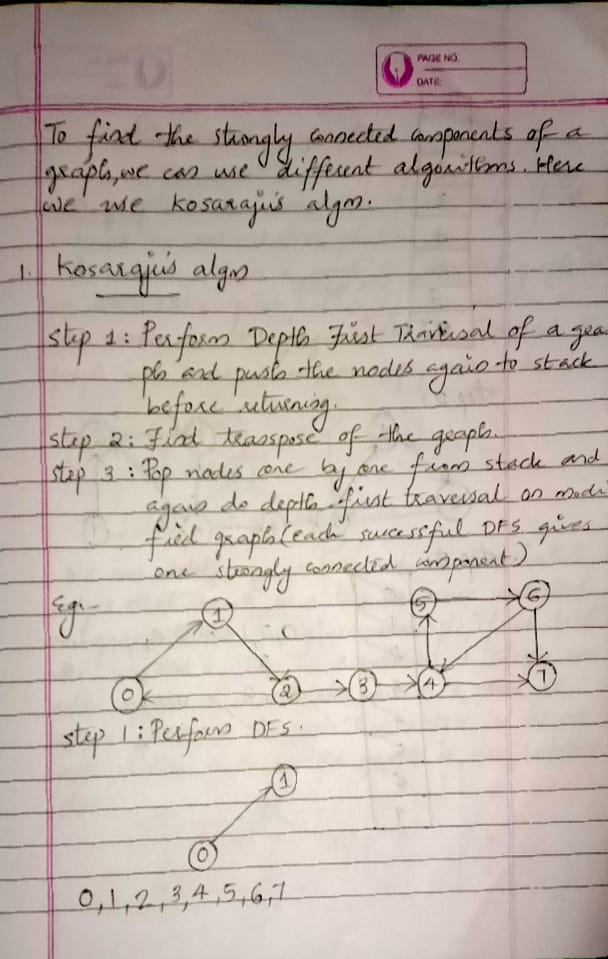 PAGE NO.
DATE:
To find the strongly connected components of a
graph, we can use different algorithms. Here
we use Kosaraju's algm.
1. Kosaraju's algm
step 1: Perform Depth First Traversal of a gra
ph and push the nodes again to stack
before returning.
step 2: Find transpose of the graph.
step 3: Pop nodes one by one from stack and
again do depth first traversal on modi
fied graph (each successful DFS gives
one strongly connected component)
Eg:-
1 5 6
0 2 3 4 7
step 1: Perform DFS.
1
0
0,1,2,3,4,5,6,7